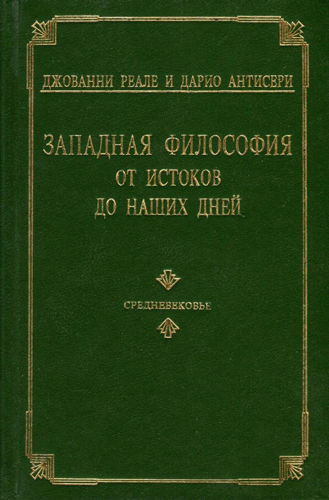 ДЖОВАННИ РЕАЛЕ И ДАРИО АНТИСЕРИ
ЗАПАДНАЯ ФИЛОСОФИЯ
ОТ ИСТОКОВ
ДО НАШИХ ДНЕЙ
СРЕДНЕВЕКОВЬЕ